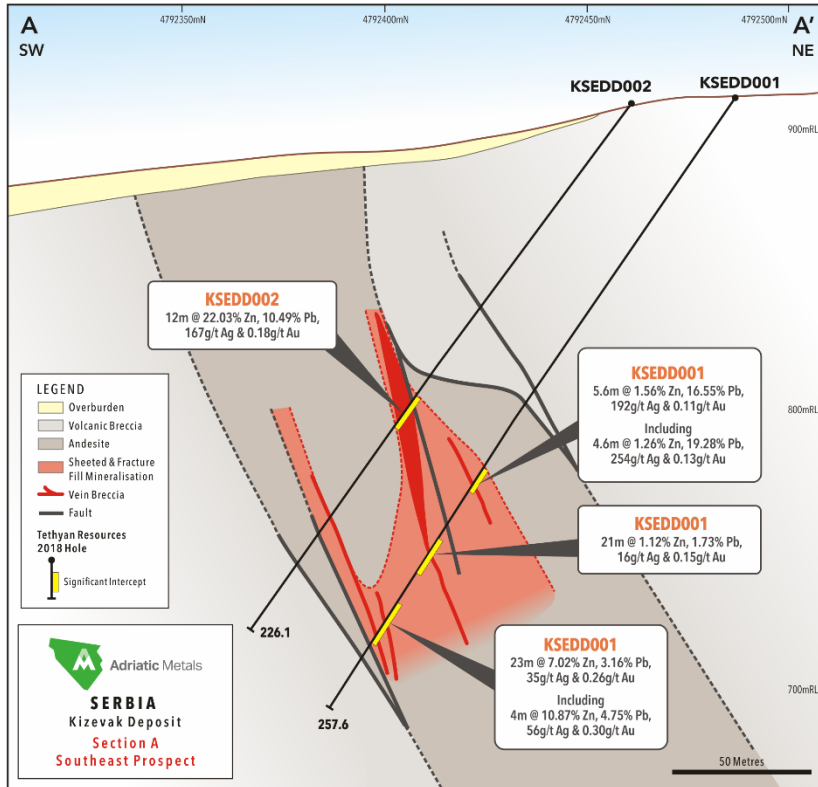 A
SW
4792350mN
4792400mN
4792450mN
4792500mN
A'
NE
KSEDD002
KSEDD001
900mRL
KSEDD002
12m @ 22.03% Zn, 10.49% Pb,
167g/t Ag & 0.18g/t Au
KSEDD001
5.6m @ 1.56% Zn, 16.55% Pb,
192g/t Ag & 0.11g/t Au
Including
4.6m @ 1.26% Zn, 19.28% Pb,
254g/t Ag & 0.13g/t Au
800mRL
LEGEND
Overburden
Volcanic Breccia
Andesite
Sheeted & Fracture
Fill Mineralisation
Vein Breccia
Fault
Tethyan Resources
2018 Hole
Significant Intercept
KSEDD001
21m @ 1.12% Zn, 1.73% Pb,
16g/t Ag & 0.15g/t Au
226.1
257.6
KSEDD001
23m @ 7.02% Zn, 3.16% Pb,
35g/t Ag & 0.26g/t Au
Including
4m @ 10.87% Zn, 4.75% Pb,
56g/t Ag & 0.30g/t Au
700mRL
Adriatic Metals
SERBIA
Kizevak Deposit
Section A
Southeast Prospect
50 Metres